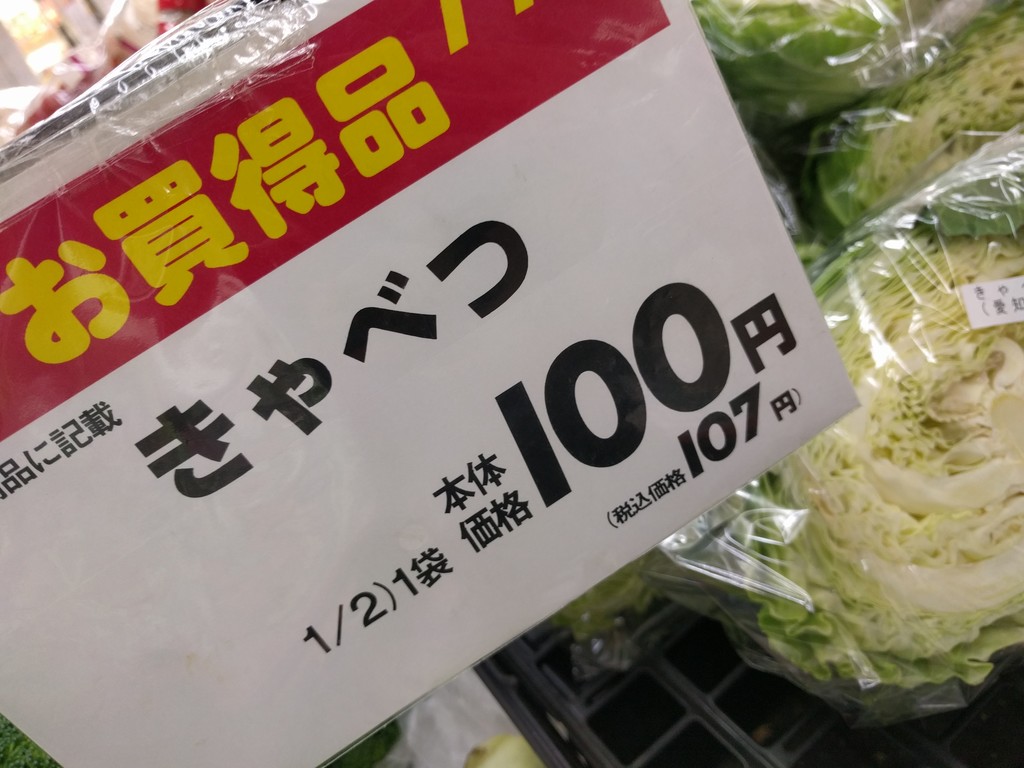 お買得品
品に記載
きゃべつ
1/2)1袋
本体
価格
100円
(税込価格107円)
きゃ
(愛知